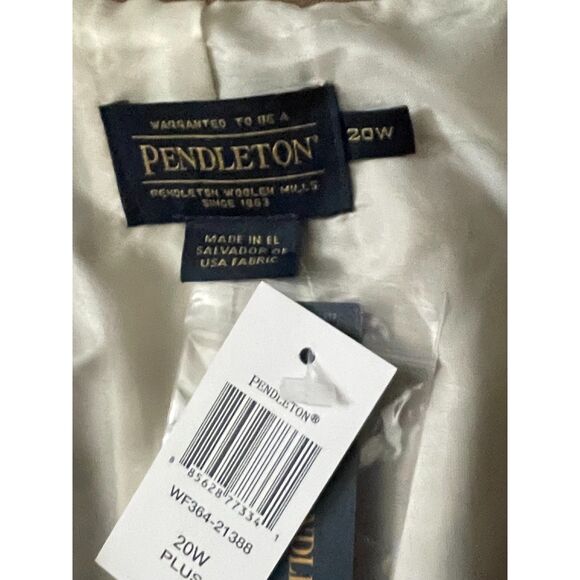 WARRANTED TO BE A
PENDLETON®
PENDLETON WOOLEN MILLS
SINCE 1863
20W
MADE IN EL
SALVADOR OF
USA FABRIC
PENDLETON®
8 85628 77334 1
WF364-21388
20W
PLUS